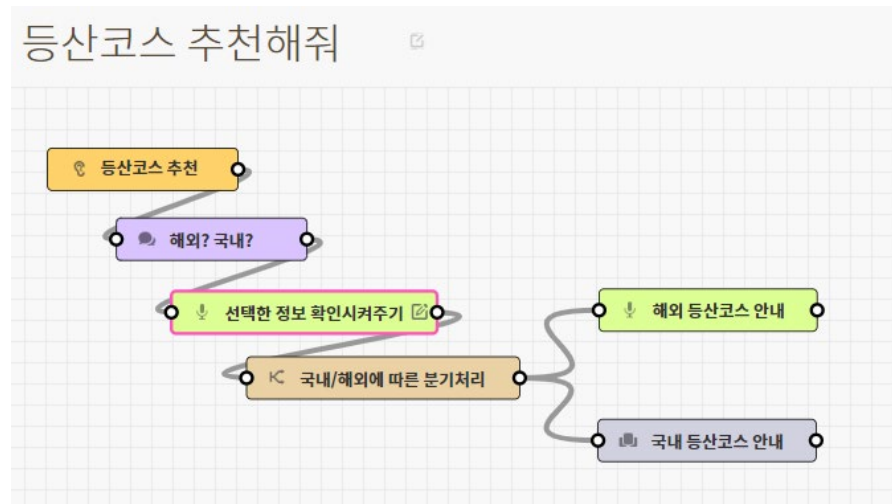 등산코스 추천해줘
등산코스 추천
해외? 국내?
선택한 정보 확인시켜주기
국내/해외에 따른 분기처리
해외 등산코스 안내
국내 등산코스 안내